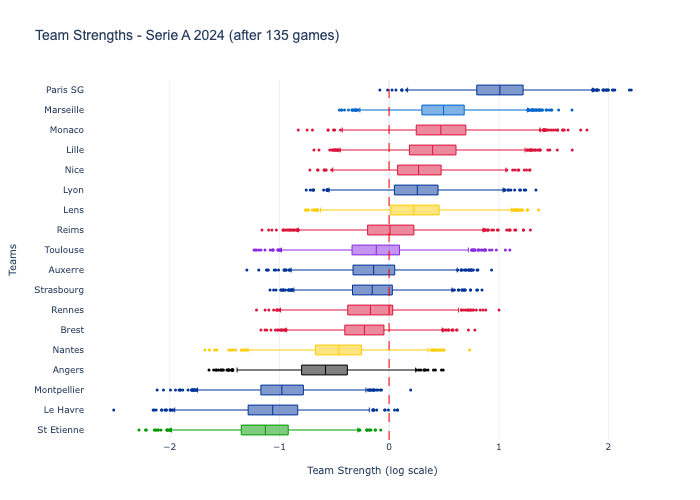 Team Strengths - Serie A 2024 (after 135 games)
Paris SG
Marseille
Monaco
Lille
Nice
Lyon
Lens
Reims
Toulouse
Auxerre
Strasbourg
Rennes
Brest
Nantes
Angers
Montpellier
Le Havre
St Etienne
Teams
−2 −1 0 1 2
Team Strength (log scale)